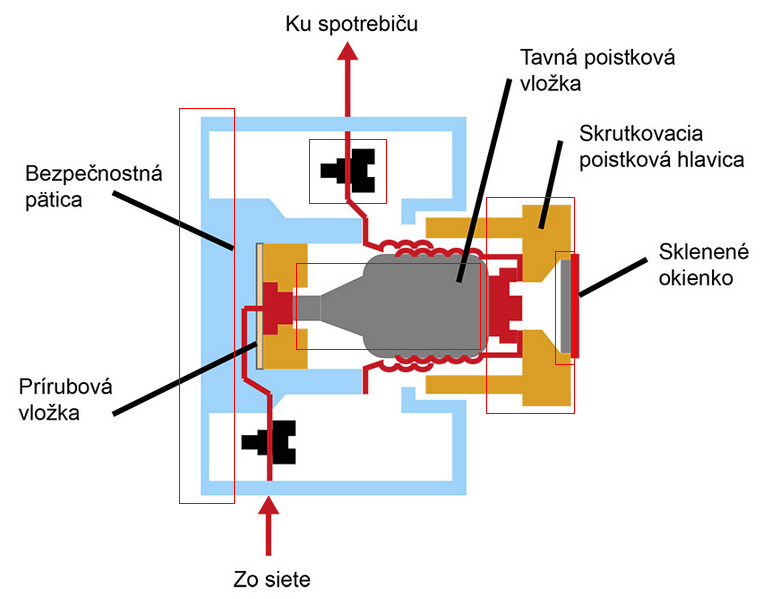 Ku spotrebiču
Tavná poistková
vložka
Skrutkovacia
poistková hlavica
Bezpečnostná
pätica
Sklenené
okienko
Prírubová
vložka
Zo siete